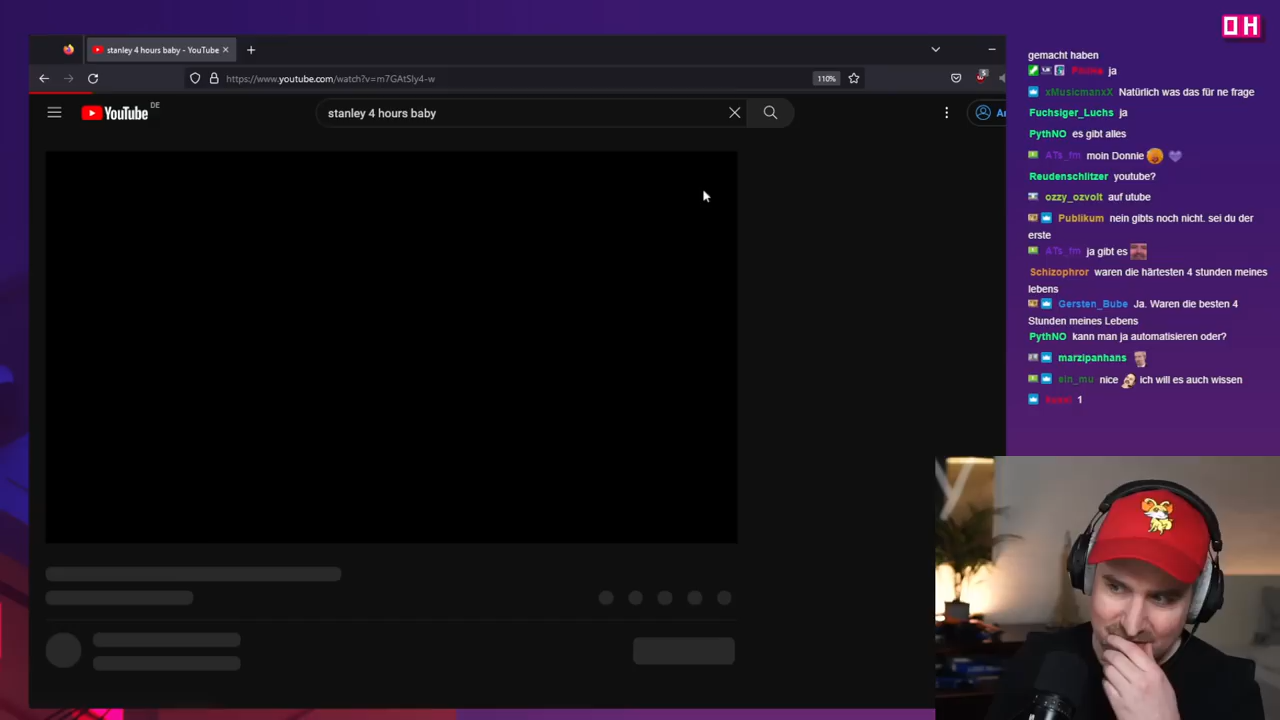 OH
stanley 4 hours baby - YouTube
https://www.youtube.com/watch?v=m7GAtSly4-w
110%
5
YouTube
DE
stanlsy 4 hours baby
gemacht haben
ja
xMusicmanxX Natürlich was das für ne frage
Fuchsiger_Luchs ja
PythNO es gibt alles
ATs_fm moin Donnie
Reudenschlitzer youtube?
ozzy_ozvolt auf utube
Publikum nein gibts noch nicht. sei du der
erste
ATs_fm ja gibt es
Schizophror waren die härtesten 4 stunden meines
lebens
Gersten_Bube Ja. Waren die besten 4
Stunden meines Lebens
PythNO kann man ja automatisieren oder?
marzipanhans
sin_mu nice ich will es auch wissen
1